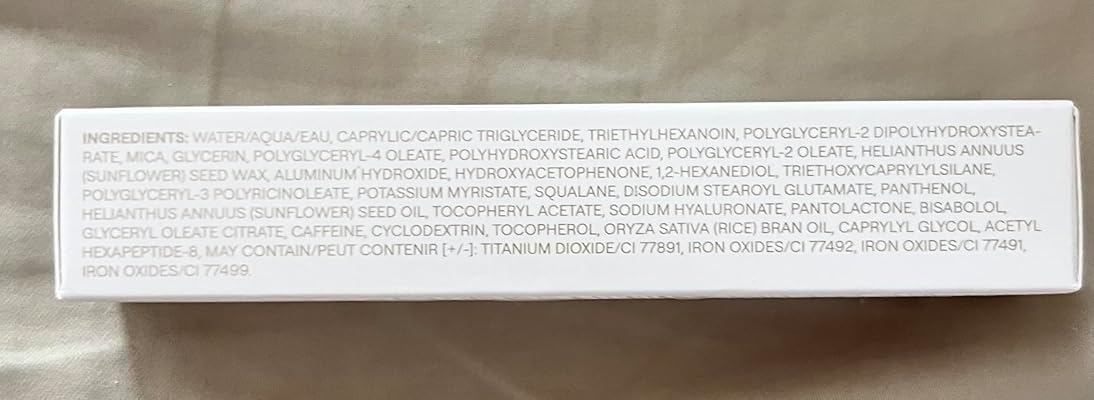 INGREDIENTS: WATER/AQUA/EAU, CAPRYLIC/CAPRIC TRIGLYCERIDE, TRIETHYLHEXANOIN, POLYGLYCERYL-2 DIPOLYHYDROXYSTEA-
RATE, MICA, GLYCERIN, POLYGLYCERYL-4 OLEATE, POLYHYDROXYSTEARIC ACID, POLYGLYCERYL-2 OLEATE, HELIANTHUS ANNUUS
(SUNFLOWER) SEED WAX, ALUMINUM HYDROXIDE, HYDROXYACETOPHENONE, 1,2-HEXANEDIOL, TRIETHOXYCAPRYLYLSILANE,
POLYGLYCERYL-3 POLYRICINOLEATE, POTASSIUM MYRISTATE, SQUALANE, DISODIUM STEAROYL GLUTAMATE, PANTHENOL,
HELIANTHUS ANNUUS (SUNFLOWER) SEED OIL, TOCOPHERYL ACETATE, SODIUM HYALURONATE, PANTOLACTONE, BISABOLOL,
GLYCERYL OLEATE CITRATE, CAFFEINE, CYCLODEXTRIN, TOCOPHEROL, ORYZA SATIVA (RICE) BRAN OIL, CAPRYLYL GLYCOL, ACETYL
HEXAPEPTIDE-8, MAY CONTAIN/PEUT CONTENIR [+/-]: TITANIUM DIOXIDE/CI 77891, IRON OXIDES/CI 77492, IRON OXIDES/CI 77491,
IRON OXIDES/CI 77499.